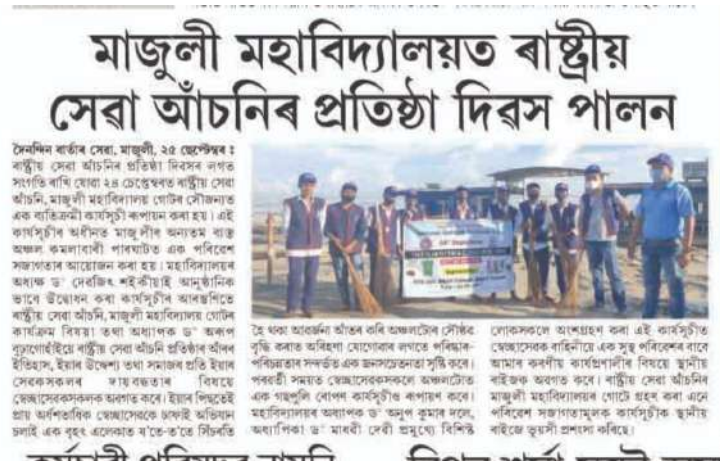 মাজুলী মহাবিদ্যালয়ত ৰাষ্ট্ৰীয়
সেৱা আঁচনিৰ প্ৰতিষ্ঠা দিৱস পালন
দৈনন্দিন বাৰ্তাৰ সেৱা, মাজুলী, ২৫ ছেপ্টেম্বৰ ঃ
ৰাষ্ট্ৰীয় সেৱা আঁচনিৰ প্ৰতিষ্ঠা দিৱসৰ লগত
সংগতি ৰাখি যোৱা ২৪ চেপ্তেম্বৰত ৰাষ্ট্ৰীয় সেৱা
আঁচনি, মাজুলী মহাবিদ্যালয় গোটৰ সৌজন্যত
এক ব্যতিক্ৰমী কাৰ্যসূচী ৰূপায়ন কৰা হয়। এই
কাৰ্যসূচীৰ অধীনত মাজুলীৰ অন্যতম ব্যস্ত
অঞ্চল কমলাবাৰী পাৰঘাটত এক পৰিৱেশ
সজাগতাৰ আয়োজন কৰা হয়। মহাবিদ্যালয়ৰ
অধ্যক্ষ ড° দেৱজিৎ শইকীয়াই আনুষ্ঠানিক
ভাবে উদ্বোধন কৰা কাৰ্যসূচীৰ আৰম্ভণিতে
ৰাষ্ট্ৰীয় সেৱা আঁচনি, মাজুলী মহাবিদ্যালয় গোটৰ
কাৰ্যক্ৰম বিষয়া তথা অধ্যাপক ড° অৰূপ
বুঢ়াগোহাঁইয়ে ৰাষ্ট্ৰীয় সেৱা আঁচনি প্ৰতিষ্ঠাৰ আঁৰৰ
ইতিহাস, ইয়াৰ উদ্দেশ্য তথা সমাজৰ প্ৰতি ইয়াৰ
সেৱকসকলৰ দায়বদ্ধতাৰ বিষয়ে
স্বেচ্ছাসেৱকসকলক অৱগত কৰে। ইয়াৰ পিছতেই
প্ৰায় অৰ্ধশতাধিক স্বেচ্ছাসেৱকে চাফাই অভিযান
চলাই এক বৃহৎ এলেকাত য'তে-ত'তে সিঁচৰতি
হৈ থকা আবৰ্জনা আঁতৰ কৰি অঞ্চলটোৰ সৌষ্ঠৱ
বৃদ্ধি কৰাত অৰিহণা যোগোৱাৰ লগতে পৰিষ্কাৰ-
পৰিচ্ছন্নতাৰ সন্দৰ্ভত এক জনসচেতনতা সৃষ্টি কৰে।
পৰৱৰ্তী সময়ত স্বেচ্ছাসেৱকসকলে অঞ্চলটোত
এক গছপুলি ৰোপণ কাৰ্যসূচীও ৰূপায়ণ কৰে।
মহাবিদ্যালয়ৰ অধ্যাপক ড° অনুপ কুমাৰ দলে,
অধ্যাপিকা ড° মাধৱী দেৱী প্ৰমুখ্যে বিশিষ্ট
লোকসকলে অংশগ্ৰহণ কৰা এই কাৰ্যসূচীত
স্বেচ্ছাসেৱক বাহিনীয়ে এক সুস্থ পৰিৱেশৰ বাবে
আমাৰ কৰণীয় কাৰ্যপ্ৰণালীৰ বিষয়ে স্থানীয়
ৰাইজক অৱগত কৰে। ৰাষ্ট্ৰীয় সেৱা আঁচনিৰ
মাজুলী মহাবিদ্যালয়ৰ গোটে গ্ৰহণ কৰা এনে
পৰিৱেশ সজাগতামূলক কাৰ্যসূচীক স্থানীয়
ৰাইজে ভূয়সী প্ৰশংসা কৰিছে।